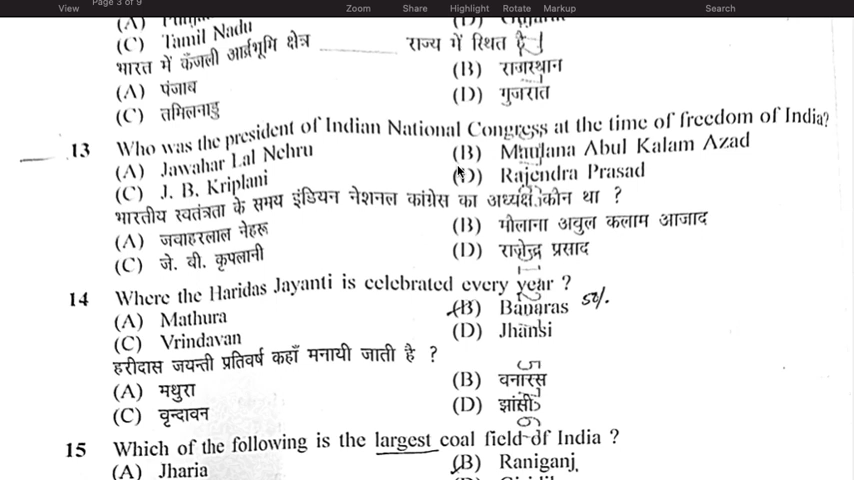 View Page 3 of 9 Zoom Share Highlight Rotate Markup Search
(C) Tamil Nadu
भारत में कँजली आर्द्रभूमि क्षेत्र ________ राज्य में स्थित है
(A) पंजाब (B) राजस्थान
(C) तमिलनाडु (D) गुजरात
13 Who was the president of Indian National Congress at the time of freedom of India?
(A) Jawahar Lal Nehru (B) Maulana Abul Kalam Azad
(C) J. B. Kriplani (D) Rajendra Prasad
भारतीय स्वतंत्रता के समय इंडियन नेशनल कांग्रेस का अध्यक्ष कौन था ?
(A) जवाहरलाल नेहरू (B) मौलाना अबुल कलाम आजाद
(C) जे. बी. कृपलानी (D) राजेन्द्र प्रसाद
14 Where the Haridas Jayanti is celebrated every year ?
(A) Mathura (B) Banaras
(C) Vrindavan (D) Jhansi
हरीदास जयन्ती प्रतिवर्ष कहाँ मनायी जाती है ?
(A) मथुरा (B) वनारस
(C) वृन्दावन (D) झांसी
15 Which of the following is the largest coal field of India ?
(A) Jharia (B) Raniganj